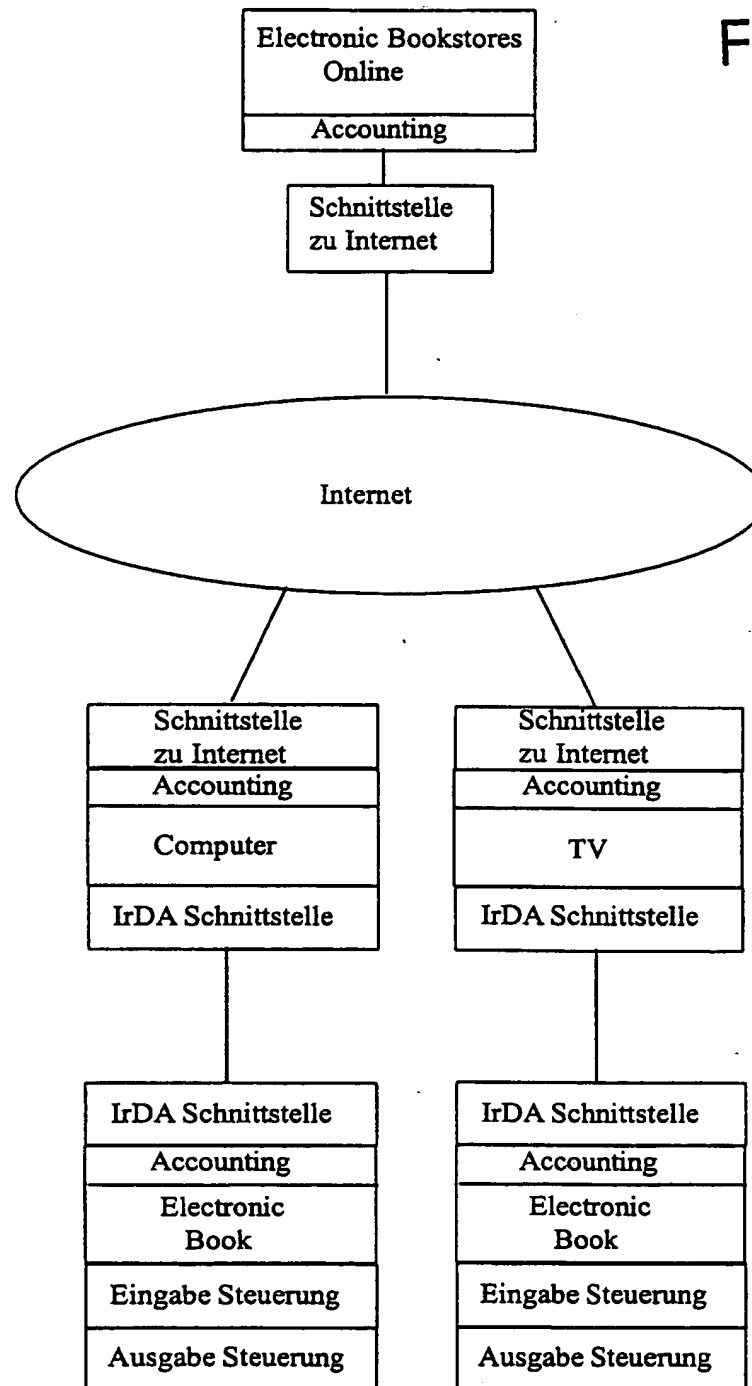 F
Electronic Bookstores
Online
Accounting
Schnittstelle
zu Internet
Internet
Schnittstelle
zu Internet
Accounting
Computer
IrDA Schnittstelle
Schnittstelle
zu Internet
Accounting
TV
IrDA Schnittstelle
IrDA Schnittstelle
Accounting
Electronic
Book
Eingabe Steuerung
Ausgabe Steuerung
IrDA Schnittstelle
Accounting
Electronic
Book
Eingabe Steuerung
Ausgabe Steuerung